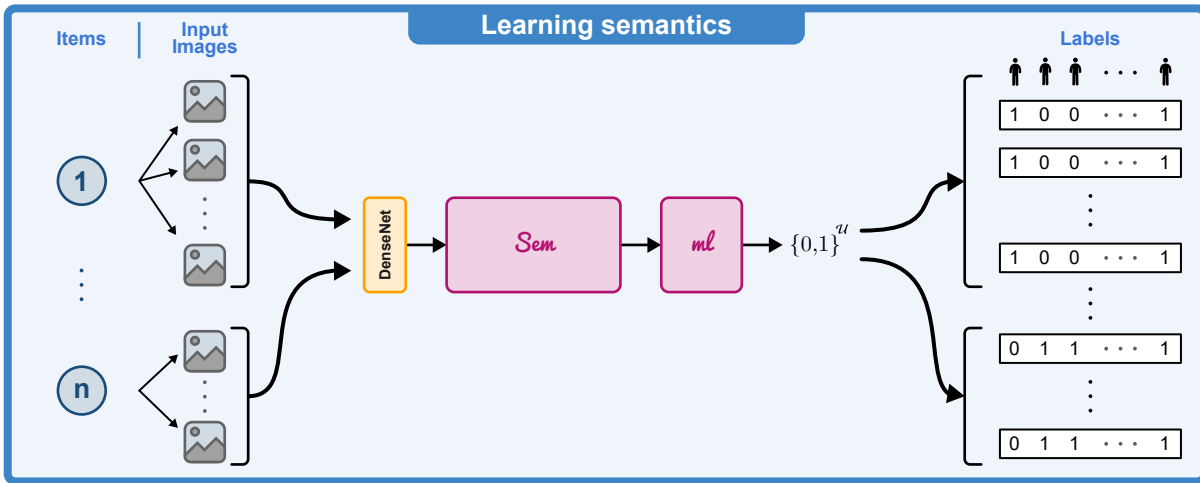 Learning semantics
Items
Input
Images
Labels
1 0 0 · · · 1
1 0 0 · · · 1
1
DenseNet
Sem
ml
{0,1}^u
1 0 0 · · · 1
0 1 1 · · · 1
n
0 1 1 · · · 1